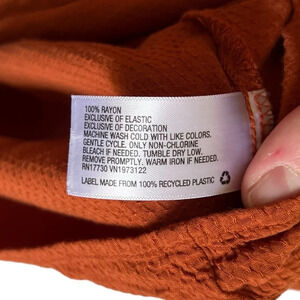 100% RAYON
EXCLUSIVE OF ELASTIC
EXCLUSIVE OF DECORATION
MACHINE WASH COLD WITH LIKE COLORS.
GENTLE CYCLE. ONLY NON-CHLORINE
BLEACH IF NEEDED. TUMBLE DRY LOW.
REMOVE PROMPTLY. WARM IRON IF NEEDED.
RN17730 VN1973122
LABEL MADE FROM 100% RECYCLED PLASTIC